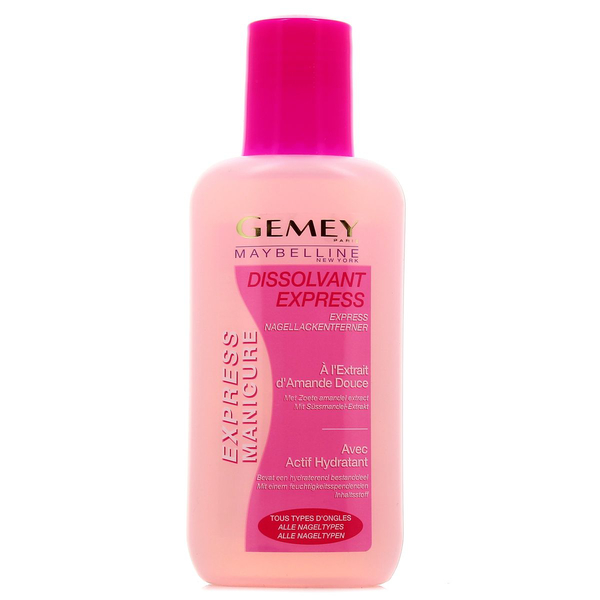 GEMEY
PARIS
MAYBELLINE
NEW YORK
DISSOLVANT
EXPRESS
EXPRESS
NAGELLACKENTFERNER
EXPRESS
MANICURE
À l'Extrait
d'Amande Douce
Met Zoete amandel extract
Mit Süssmandel-Extrakt
Avec
Actif Hydratant
Bevat een hydraterend bestanddeel
Mit einem feuchtigkeitsspendenden
Inhaltsstoff
TOUS TYPES D'ONGLES
ALLE NAGELTYPES
ALLE NAGELTYPEN